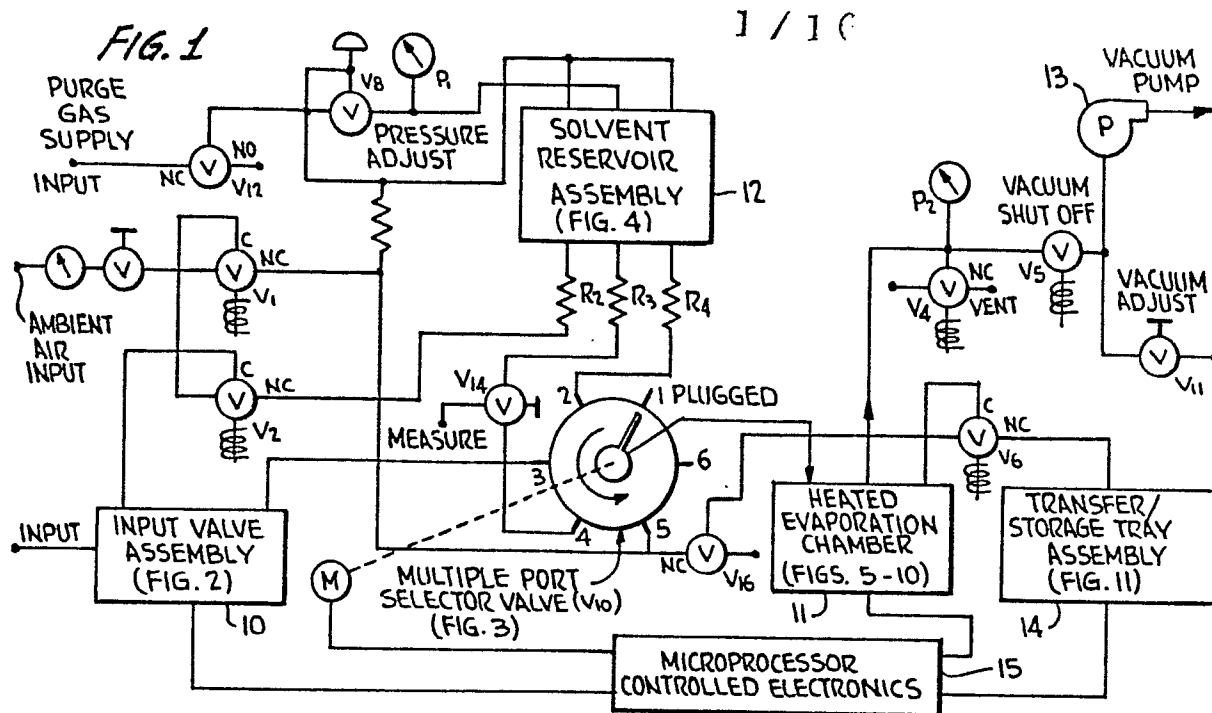 FIG. 1
1 / 1
PURGE
GAS
SUPPLY
INPUT
NC
V
NO
V12
V8
V
P1
PRESSURE
ADJUST
SOLVENT
RESERVOIR
ASSEMBLY
(FIG. 4)
12
13
VACUUM
PUMP
P
P2
VACUUM
SHUT OFF
V5
V
V4
V
NC
VENT
VACUUM
ADJUST
V
V11
V
C
V
NC
V1
AMBIENT
AIR
INPUT
C
V
NC
V2
R2
R3
R4
V14
V
MEASURE
2
1 PLUGGED
3
6
4
5
C
V
NC
V6
NC
V
V16
INPUT
INPUT VALVE
ASSEMBLY
(FIG. 2)
10
M
MULTIPLE PORT
SELECTOR VALVE (V10)
(FIG. 3)
HEATED
EVAPORATION
CHAMBER
(FIGS. 5-10)
11
TRANSFER/
STORAGE TRAY
ASSEMBLY
(FIG. 11)
14
MICROPROCESSOR
CONTROLLED ELECTRONICS
15